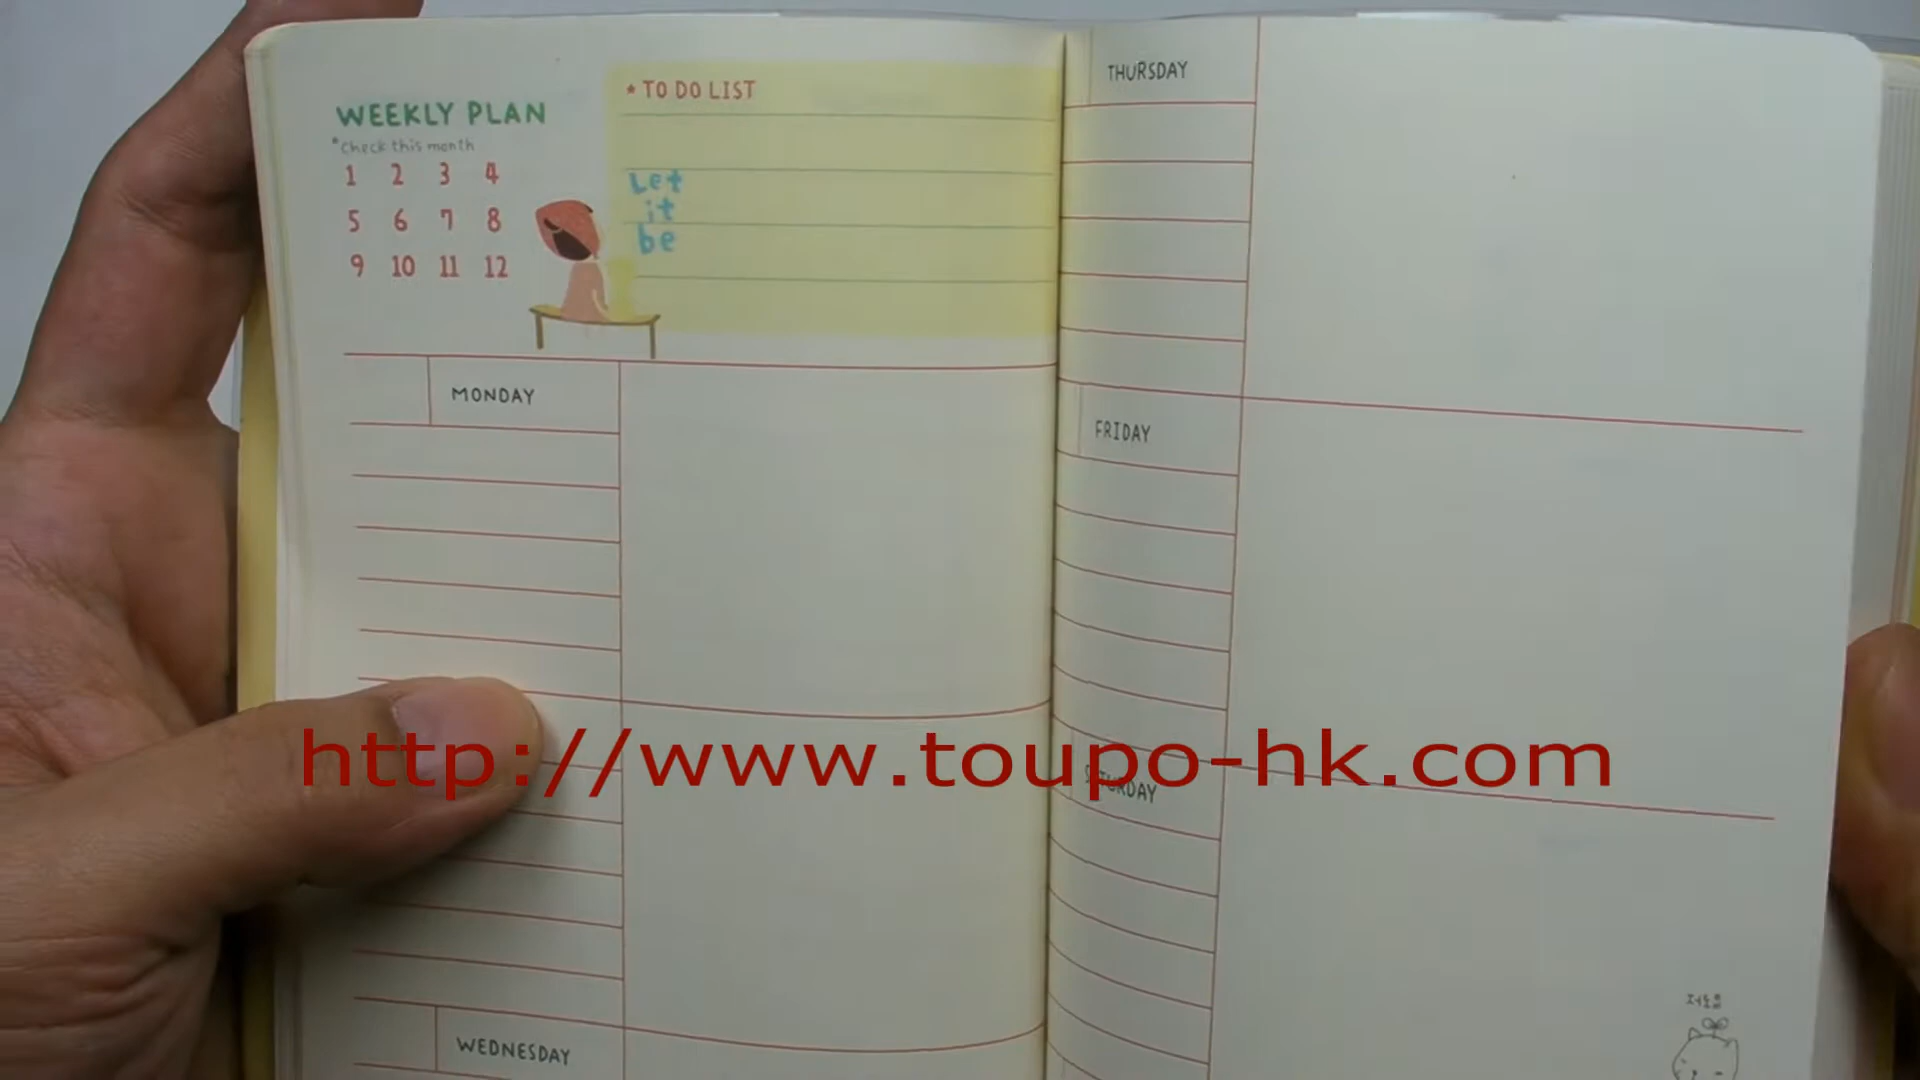 WEEKLY PLAN
*Check this month
1 2 3 4
5 6 7 8
9 10 11 12
* TO DO LIST
Let
it
be
MONDAY
WEDNESDAY
THURSDAY
FRIDAY
SATURDAY
http://www.toupo-hk.com